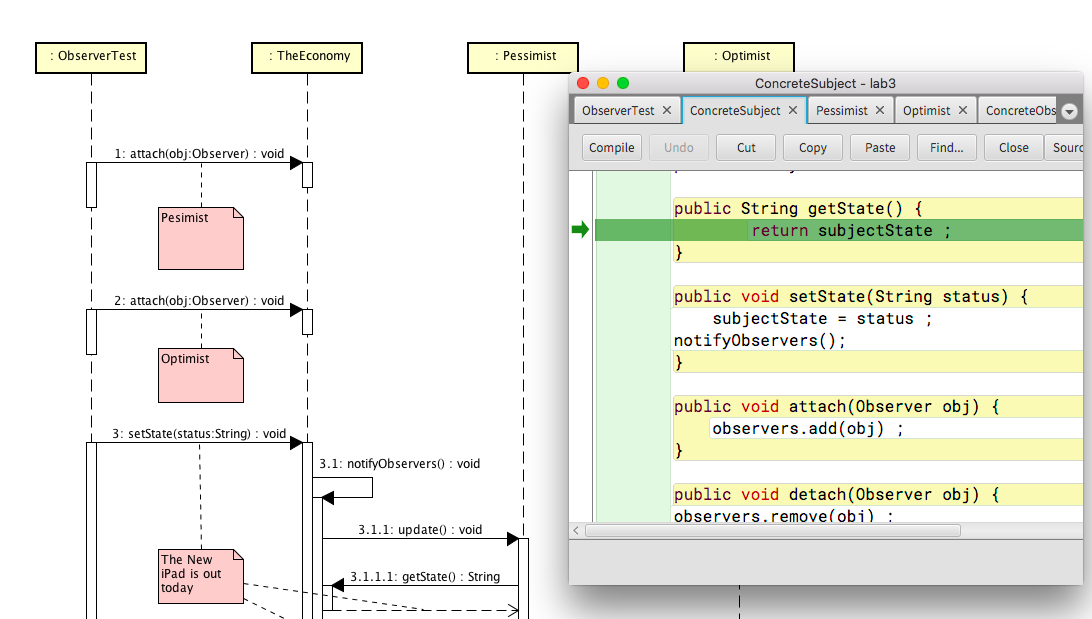 : ObserverTest
: TheEconomy
: Pessimist
: Optimist
1: attach(obj:Observer) : void
Pesimist
2: attach(obj:Observer) : void
Optimist
3: setState(status:String) : void
3.1: notifyObservers() : void
3.1.1: update() : void
The New
iPad is out
today
3.1.1.1: getState() : String
ConcreteSubject - lab3
ObserverTest ✕ ConcreteSubject ✕ Pessimist ✕ Optimist ✕ ConcreteObs
Compile Undo Cut Copy Paste Find... Close Sourc
public String getState() {
return subjectState ;
}
public void setState(String status) {
subjectState = status ;
notifyObservers();
}
public void attach(Observer obj) {
observers.add(obj) ;
}
public void detach(Observer obj) {
observers.remove(obj) ;